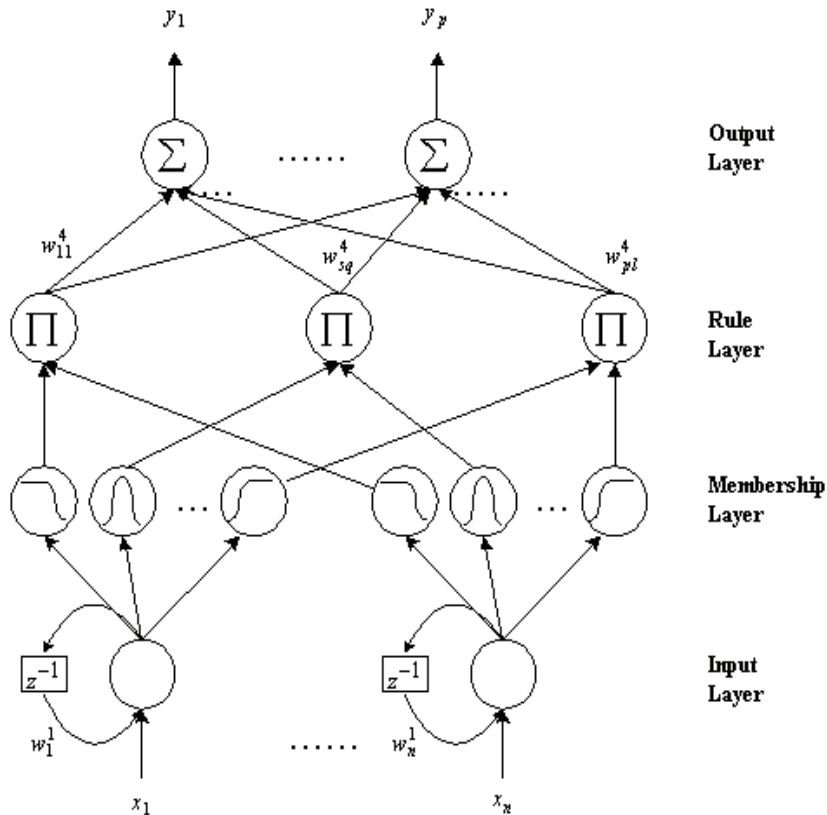 y₁ yₚ
Σ ...... Σ Output
Layer
..... .....
w⁴₁₁ w⁴ₛq w⁴ₚₗ
∏ ∏ ∏ Rule
Layer
... ... Membership
Layer
z⁻¹ z⁻¹ Input
Layer
w¹₁ ...... w¹ₙ
x₁ xₙ